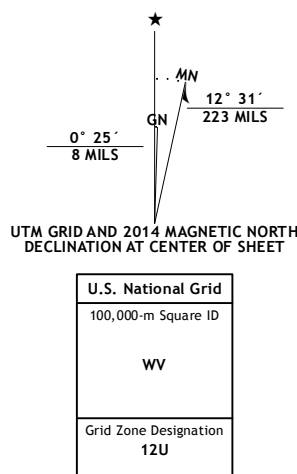 ★
MN
GN
12° 31´
223 MILS
0° 25´
8 MILS
UTM GRID AND 2014 MAGNETIC NORTH
DECLINATION AT CENTER OF SHEET
U.S. National Grid
100,000-m Square ID
WV
Grid Zone Designation
12U